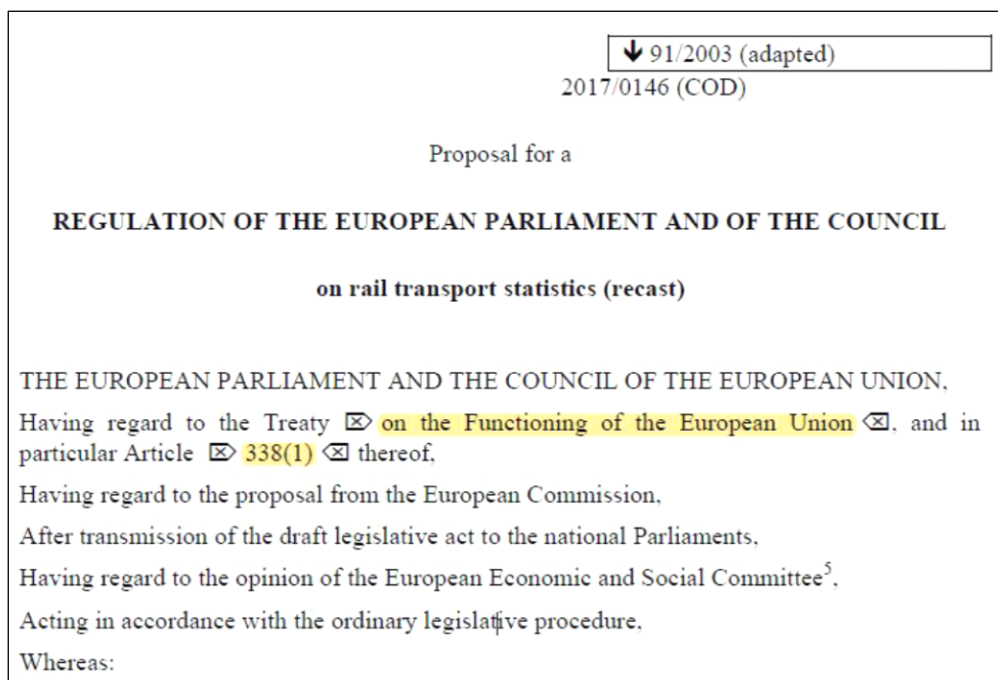 🡻 91/2003 (adapted)
2017/0146 (COD)
Proposal for a
REGULATION OF THE EUROPEAN PARLIAMENT AND OF THE COUNCIL
on rail transport statistics (recast)
THE EUROPEAN PARLIAMENT AND THE COUNCIL OF THE EUROPEAN UNION,
Having regard to the Treaty ⌦ on the Functioning of the European Union ⌫, and in
particular Article ⌦ 338(1) ⌫ thereof,
Having regard to the proposal from the European Commission,
After transmission of the draft legislative act to the national Parliaments,
Having regard to the opinion of the European Economic and Social Committee⁵,
Acting in accordance with the ordinary legislative procedure,
Whereas: